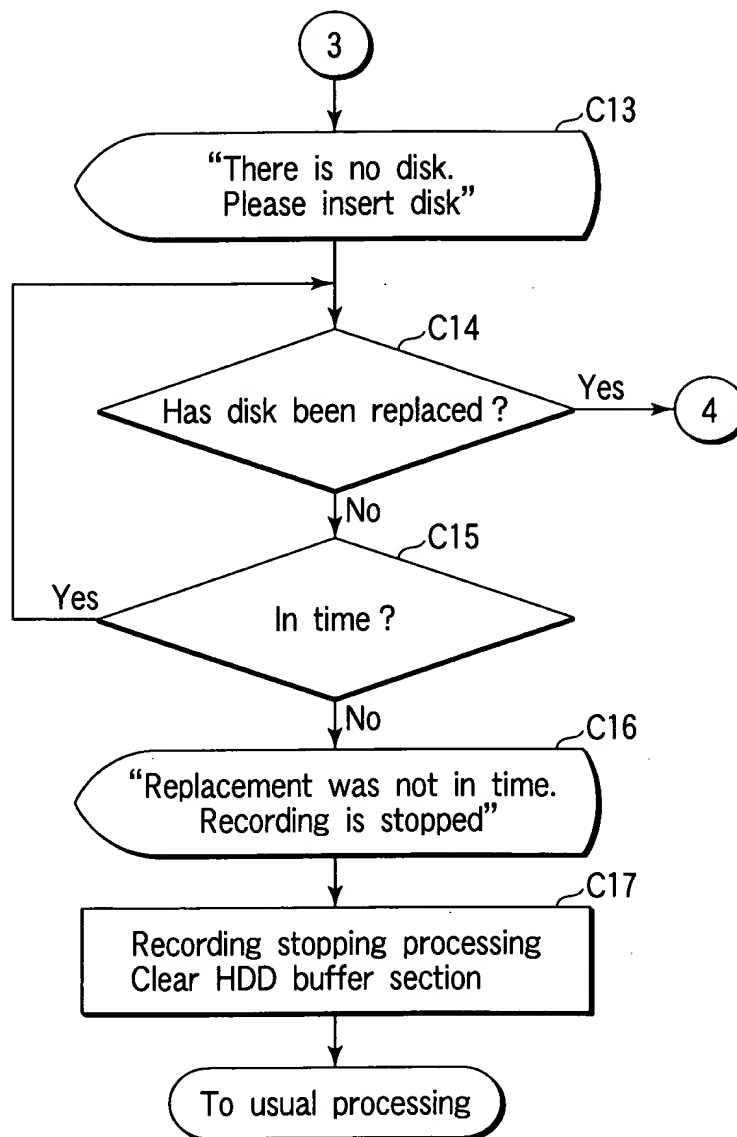 3
C13
“There is no disk.
Please insert disk”
C14
Has disk been replaced ?
Yes
4
No
C15
Yes
In time ?
No
C16
“Replacement was not in time.
Recording is stopped”
C17
Recording stopping processing
Clear HDD buffer section
To usual processing